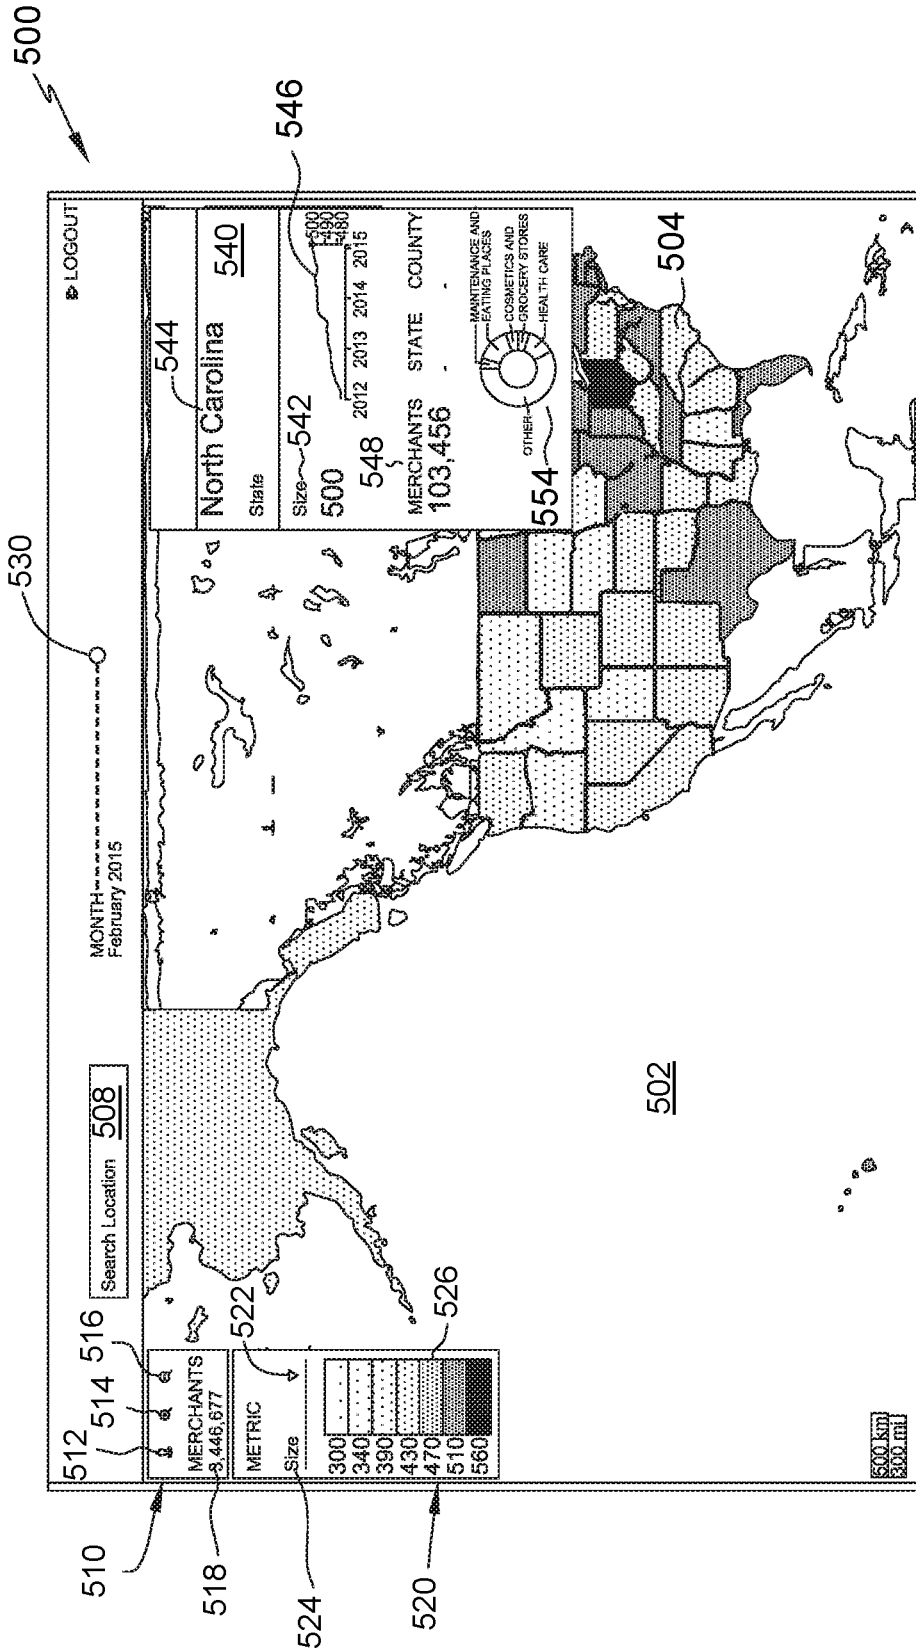 500
LOGOUT
530
MONTH
February 2015
Search Location 508
510
512
514
516
MERCHANTS
518
522
METRIC
Size
524
300
340
390
430
470
510
560
526
520
544
North Carolina
540
State
Size
542
500
500
490
480
2012 2013 2014 2015
546
548
MERCHANTS STATE COUNTY
103,456 - -
MAINTENANCE AND
EATING PLACES
COSMETICS AND
GROCERY STORES
HEALTH CARE
OTHER
554
504
502
500 km
300 mi